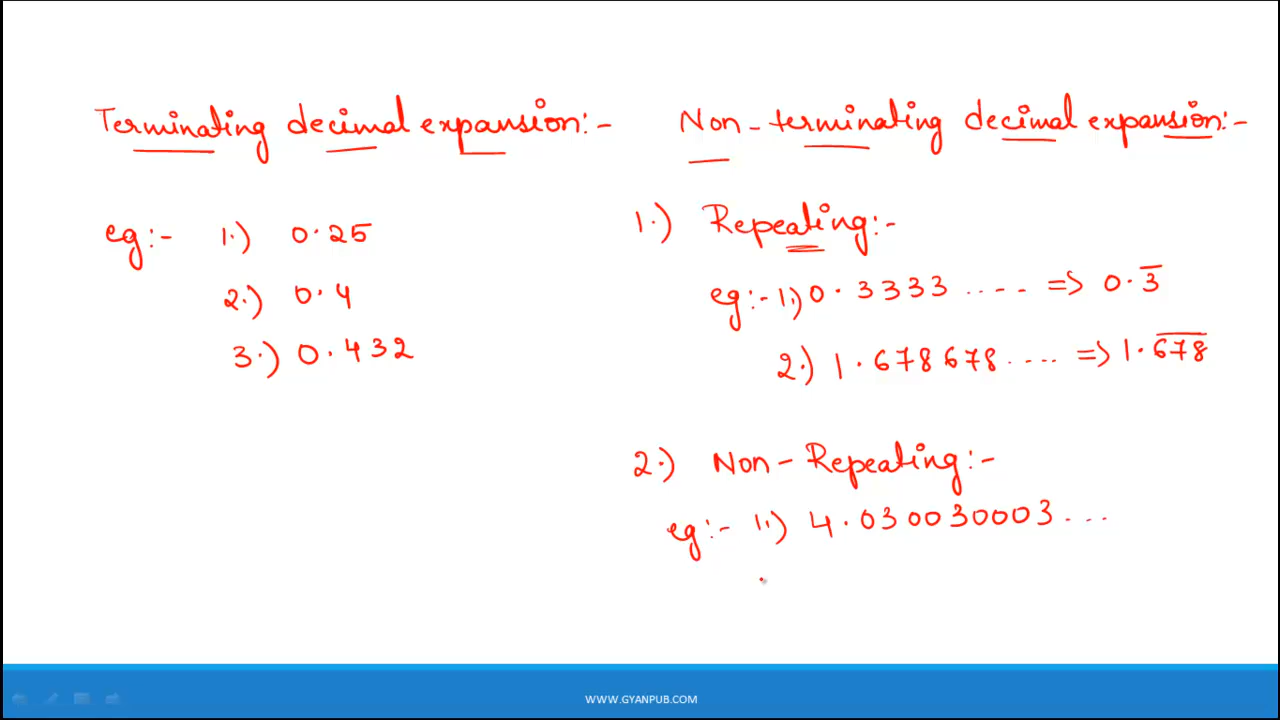 Terminating decimal expansion:-
eg:- 1.) 0.25
2.) 0.4
3.) 0.432
Non-terminating decimal expansion:-
1.) Repeating:-
eg:- 1.) 0.3333 .... => 0.3̅
2.) 1.678678.... => 1.6̅7̅8̅
2.) Non-Repeating:-
eg:- 1.) 4.030030003...
WWW.GYANPUB.COM